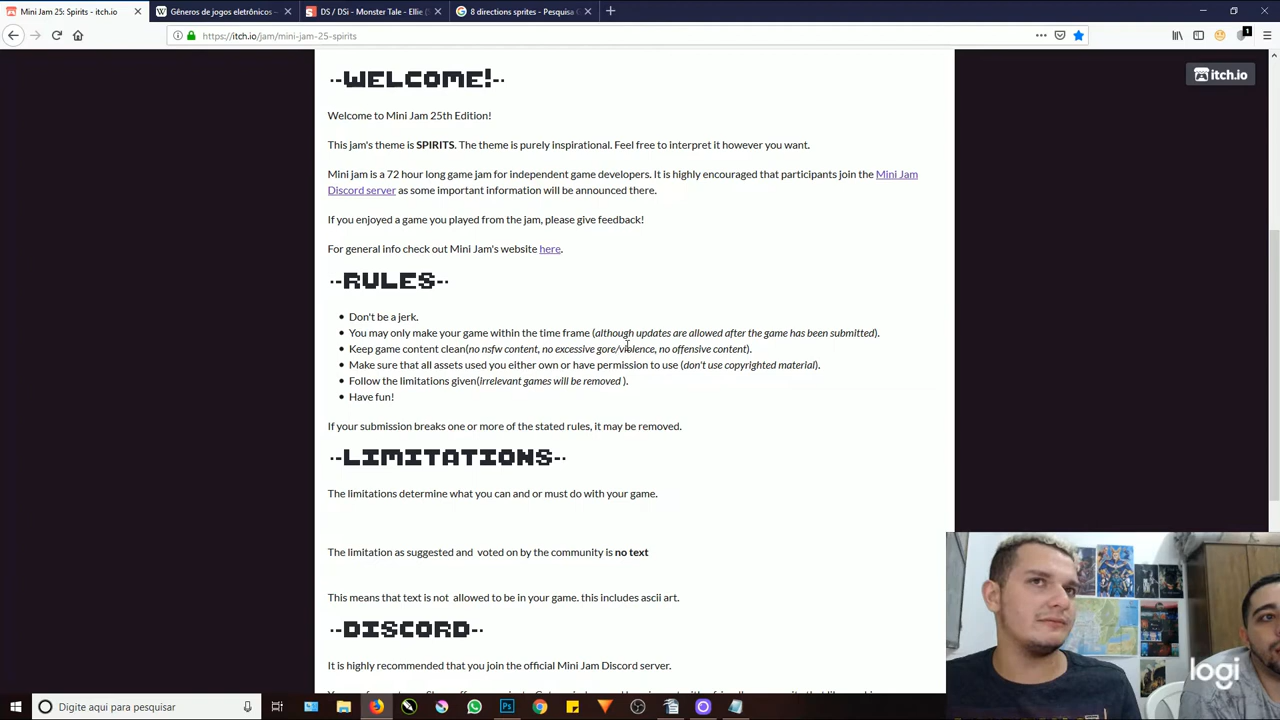 Mini Jam 25: Spirits - itch.io
Gêneros de jogos eletrônicos –
DS / DSi - Monster Tale - Ellie (
8 directions sprites - Pesquisa G
https://itch.io/jam/mini-jam-25-spirits
1
itch.io
--WELCOME!--
Welcome to Mini Jam 25th Edition!
This jam's theme is SPIRITS. The theme is purely inspirational. Feel free to interpret it however you want.
Mini jam is a 72 hour long game jam for independent game developers. It is highly encouraged that participants join the Mini Jam
Discord server as some important information will be announced there.
If you enjoyed a game you played from the jam, please give feedback!
For general info check out Mini Jam's website here.
--RULES--
Don't be a jerk.
You may only make your game within the time frame (although updates are allowed after the game has been submitted).
Keep game content clean(no nsfw content, no excessive gore/violence, no offensive content).
Make sure that all assets used you either own or have permission to use (don't use copyrighted material).
Follow the limitations given(irrelevant games will be removed ).
Have fun!
If your submission breaks one or more of the stated rules, it may be removed.
--LIMITATIONS--
The limitations determine what you can and or must do with your game.
The limitation as suggested and  voted on by the community is no text
This means that text is not  allowed to be in your game. this includes ascii art.
--DISCORD--
It is highly recommended that you join the official Mini Jam Discord server.
logi
Digite aqui para pesquisar
Ps